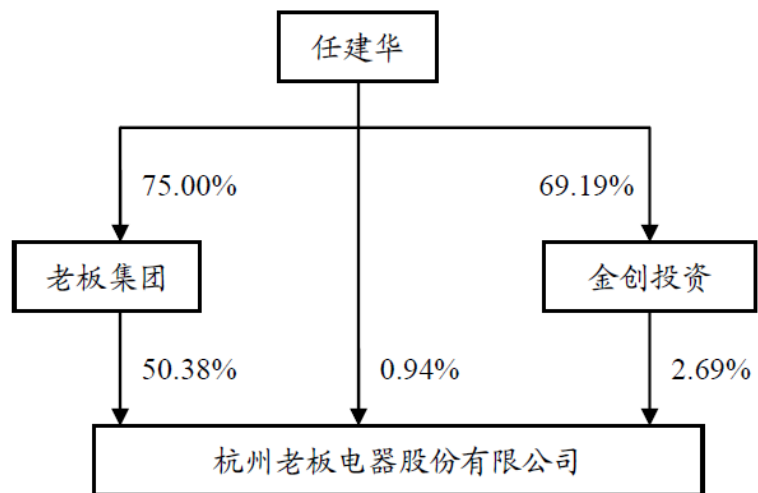 任建华
75.00%
69.19%
老板集团
金创投资
50.38%
0.94%
2.69%
杭州老板电器股份有限公司